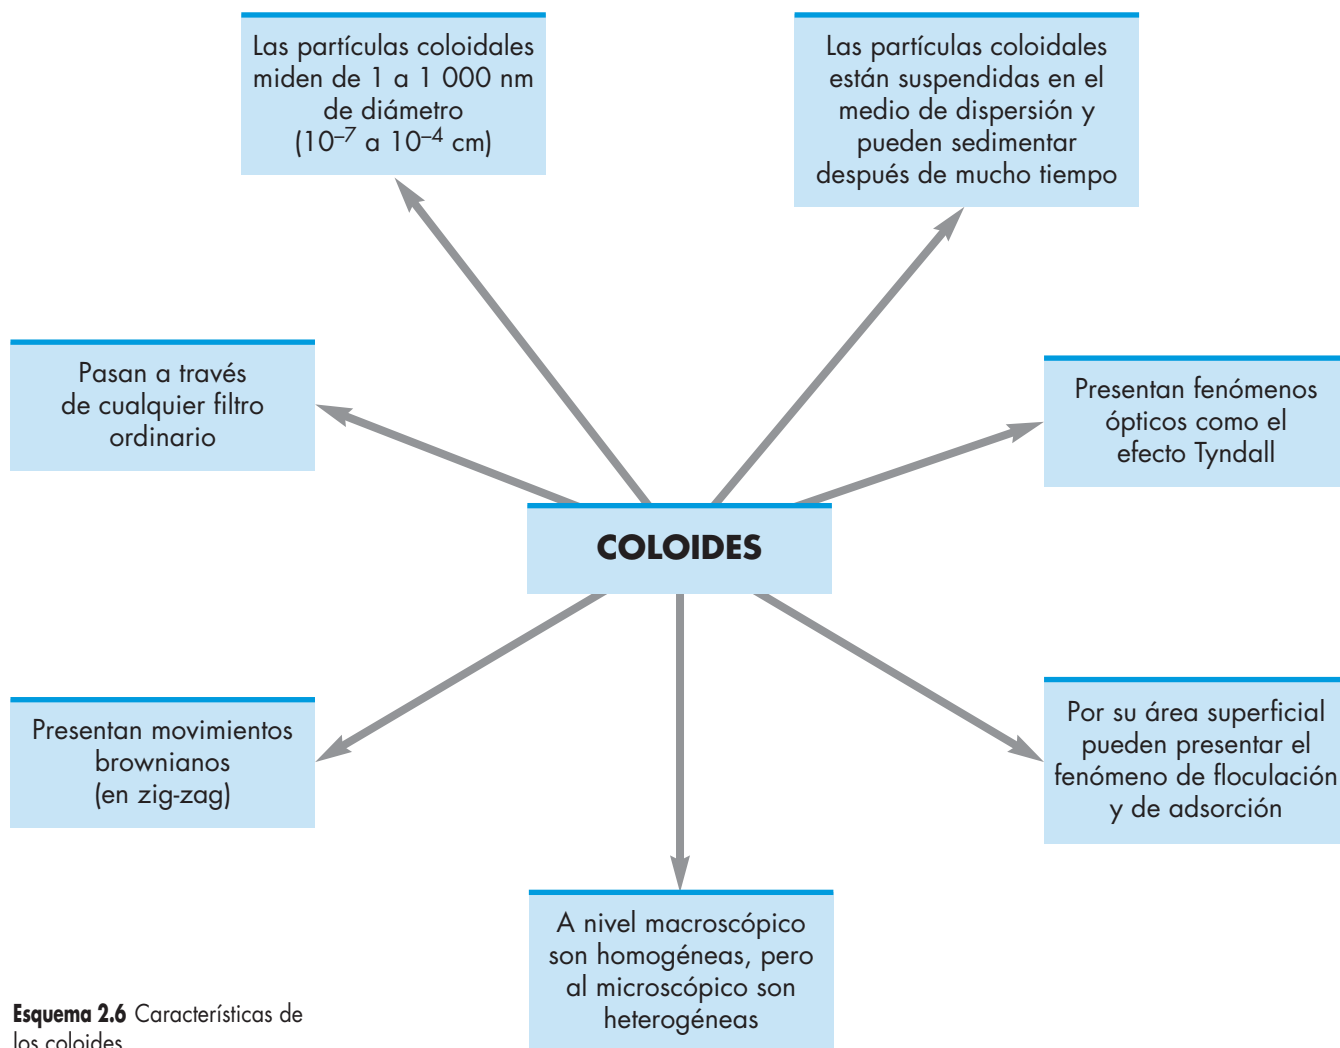 Las partículas coloidales
miden de 1 a 1 000 nm
de diámetro
(10⁻⁷ a 10⁻⁴ cm)
Las partículas coloidales
están suspendidas en el
medio de dispersión y
pueden sedimentar
después de mucho tiempo
Pasan a través
de cualquier filtro
ordinario
Presentan fenómenos
ópticos como el
efecto Tyndall
COLOIDES
Presentan movimientos
brownianos
(en zig-zag)
Por su área superficial
pueden presentar el
fenómeno de floculación
y de adsorción
A nivel macroscópico
son homogéneas, pero
al microscópico son
heterogéneas
Esquema 2.6 Características de
los coloides